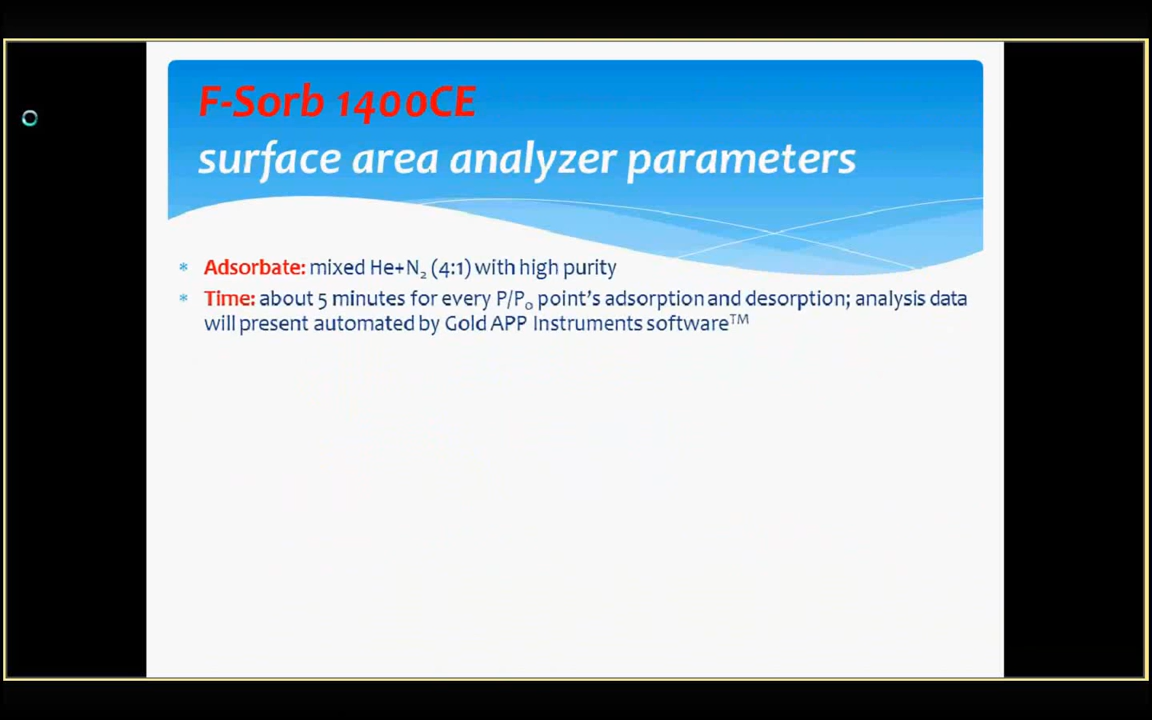 F-Sorb 1400CE
surface area analyzer parameters
* Adsorbate: mixed He+N₂ (4:1) with high purity
* Time: about 5 minutes for every P/P₀ point's adsorption and desorption; analysis data
will present automated by Gold APP Instruments software™